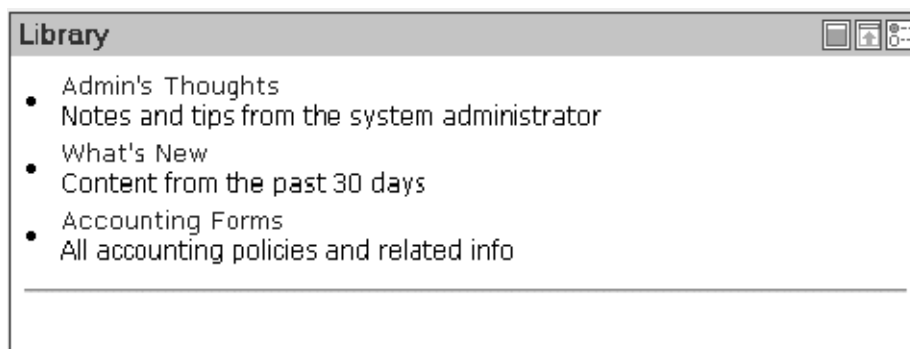 Library
Admin's Thoughts
Notes and tips from the system administrator
What's New
Content from the past 30 days
Accounting Forms
All accounting policies and related info